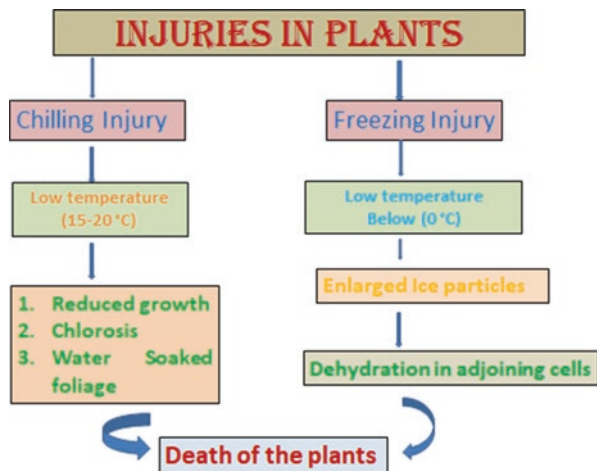 INJURIES IN PLANTS
Chilling Injury
Freezing Injury
Low temperature
(15-20 °C)
Low temperature
Below (0 °C)
1. Reduced growth
2. Chlorosis
3. Water Soaked
foliage
Enlarged Ice particles
Dehydration in adjoining cells
Death of the plants